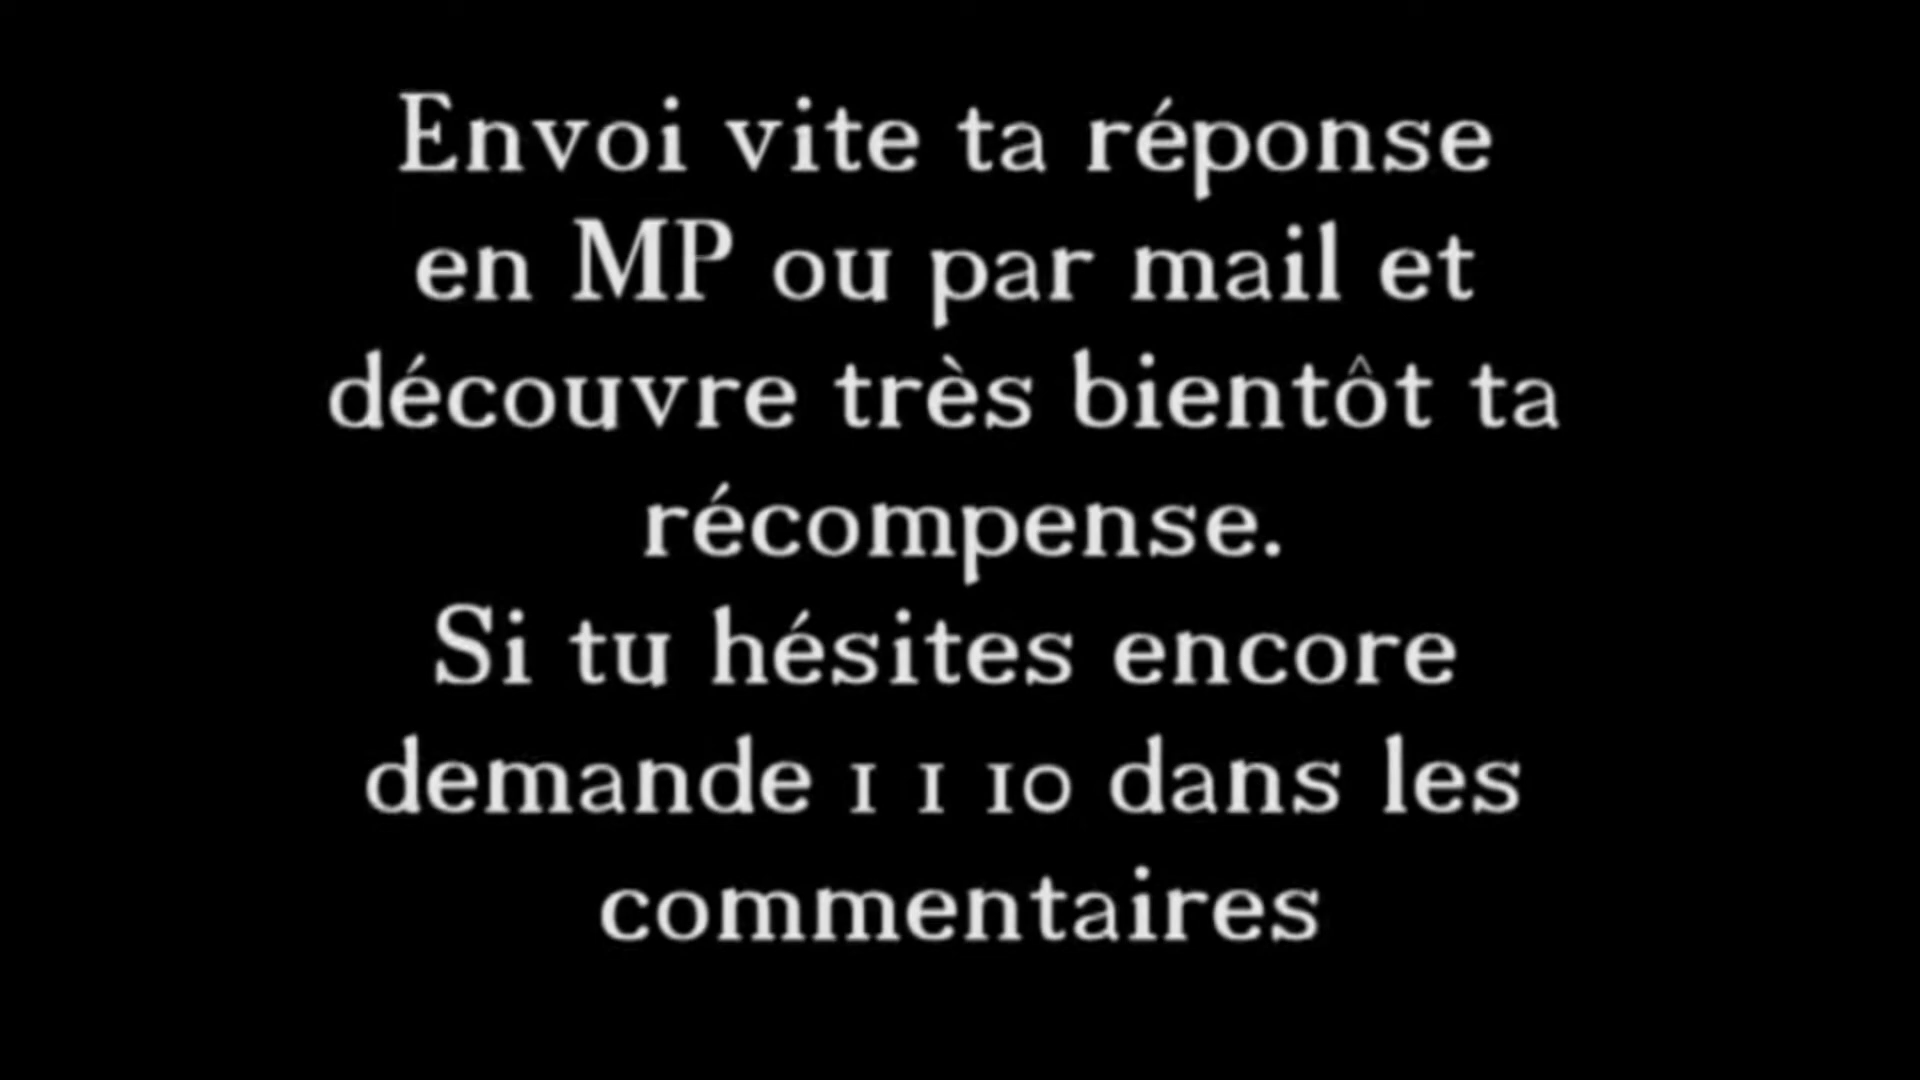 Envoi vite ta réponse
en MP ou par mail et
découvre très bientôt ta
récompense.
Si tu hésites encore
demande 1 1 10 dans les
commentaires